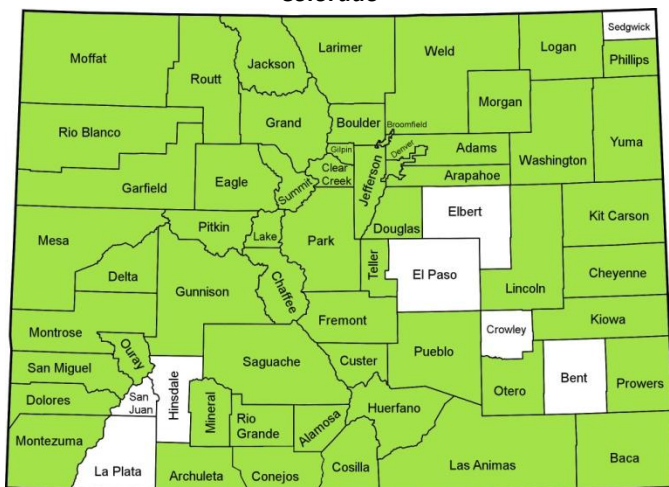 Colorado
Moffat
Routt
Jackson
Larimer
Weld
Logan
Sedgwick
Phillips
Morgan
Rio Blanco
Grand
Boulder
Broomfield
Gilpin
Clear
Creek
Jefferson
Denver
Adams
Arapahoe
Washington
Yuma
Garfield
Eagle
Summit
Douglas
Elbert
Kit Carson
Mesa
Pitkin
Lake
Park
Teller
El Paso
Lincoln
Cheyenne
Delta
Gunnison
Chaffee
Fremont
Crowley
Kiowa
Montrose
Ouray
San Miguel
Hinsdale
Saguache
Custer
Pueblo
Otero
Bent
Prowers
Dolores
San
Juan
Mineral
Rio
Grande
Alamosa
Huerfano
Montezuma
La Plata
Archuleta
Conejos
Cosilla
Las Animas
Baca